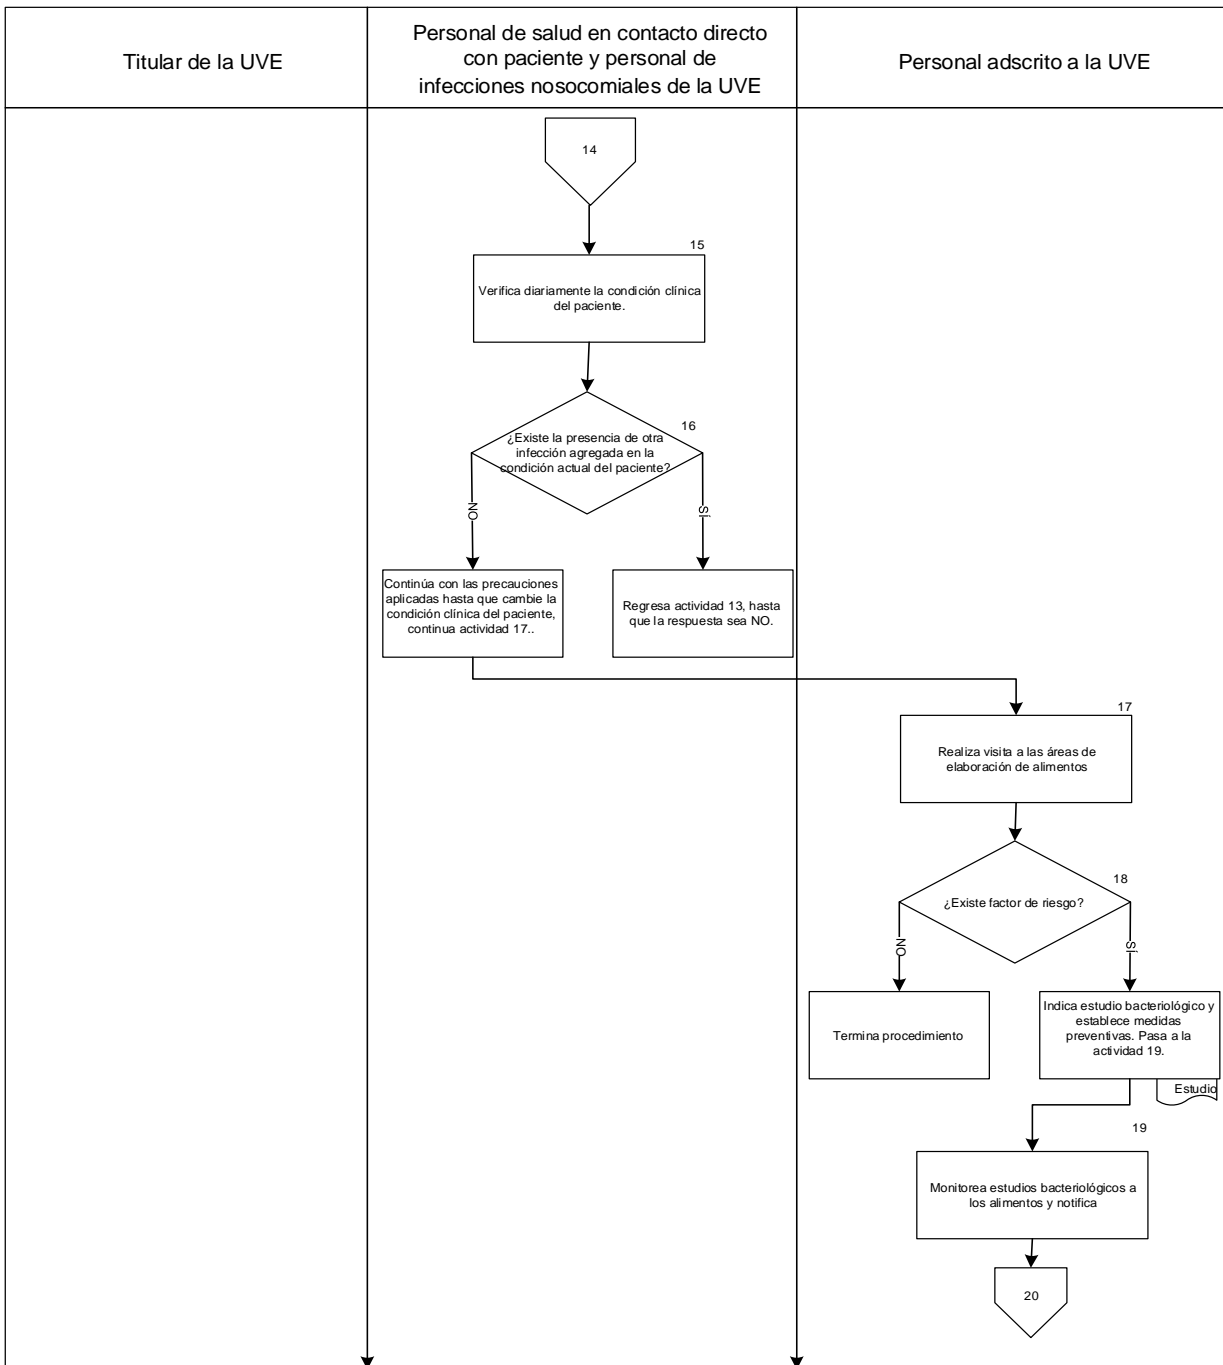 Titular de la UVE
Personal de salud en contacto directo
con paciente y personal de
infecciones nosocomiales de la UVE
Personal adscrito a la UVE
14
15
Verifica diariamente la condición clínica
del paciente.
16
¿Existe la presencia de otra
infección agregada en la
condición actual del paciente?
NO
SÍ
Continúa con las precauciones
aplicadas hasta que cambie la
condición clínica del paciente,
continua actividad 17..
Regresa actividad 13, hasta
que la respuesta sea NO.
17
Realiza visita a las áreas de
elaboración de alimentos
18
¿Existe factor de riesgo?
NO
SÍ
Termina procedimiento
Indica estudio bacteriológico y
establece medidas
preventivas. Pasa a la
actividad 19.
Estudio
19
Monitorea estudios bacteriológicos a
los alimentos y notifica
20